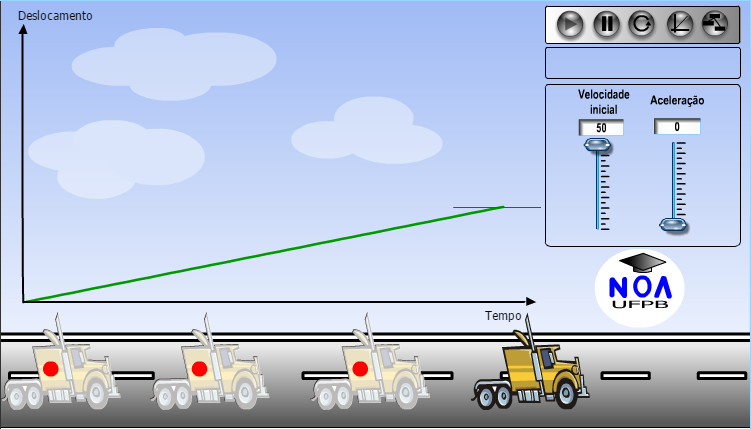 Deslocamento
Velocidade
inicial
Aceleração
50
0
NOA
UFPB
Tempo